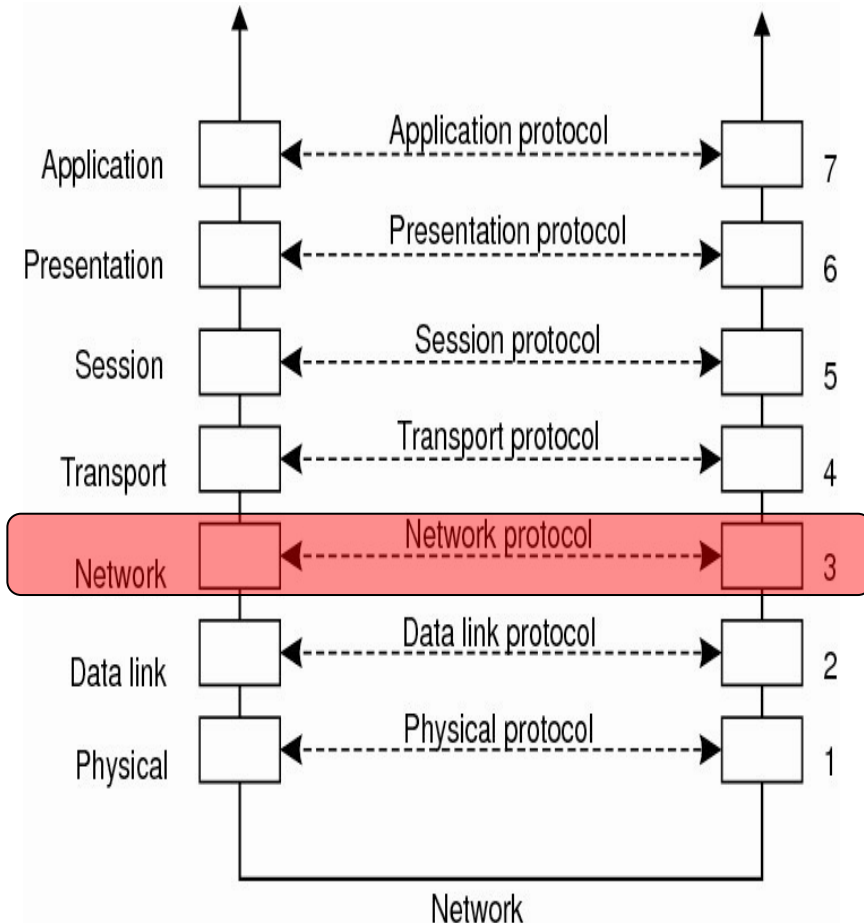 Application protocol
Application
7
Presentation protocol
Presentation
6
Session protocol
Session
5
Transport protocol
Transport
4
Network protocol
Network
3
Data link protocol
Data link
2
Physical protocol
Physical
1
Network